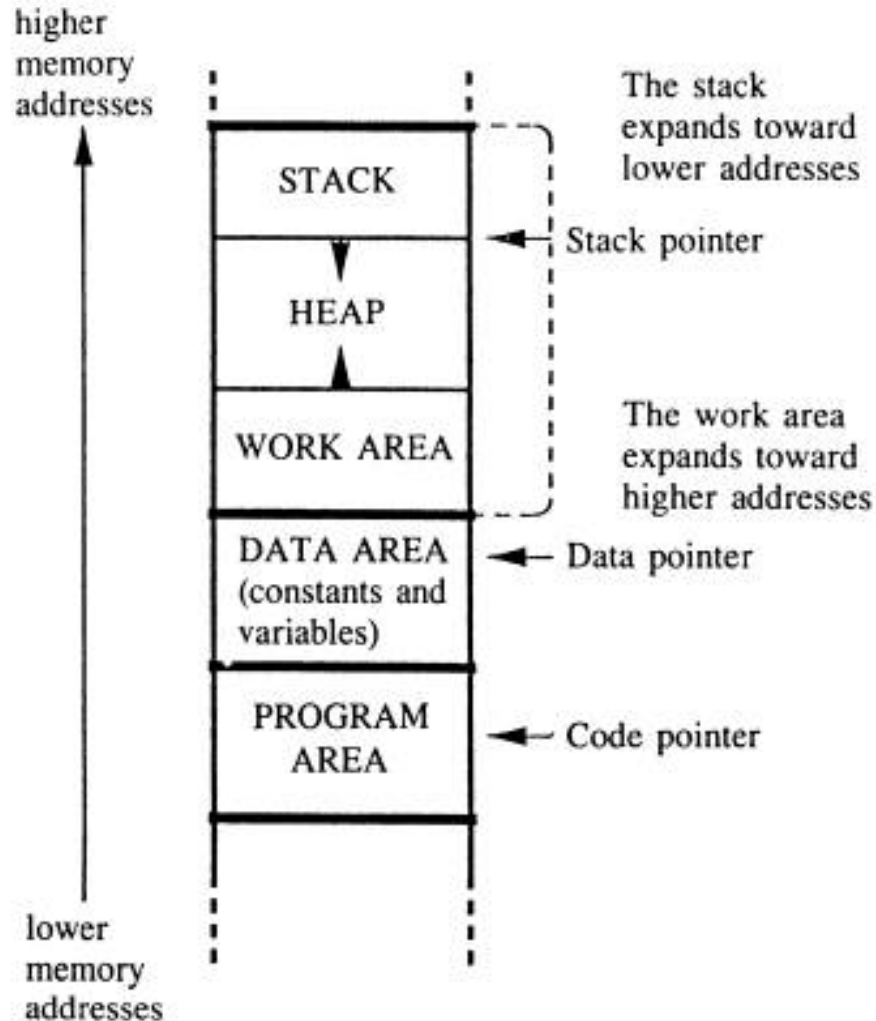 higher
memory
addresses
The stack
expands toward
lower addresses
STACK
Stack pointer
HEAP
WORK AREA
The work area
expands toward
higher addresses
DATA AREA
(constants and
variables)
Data pointer
PROGRAM
AREA
Code pointer
lower
memory
addresses